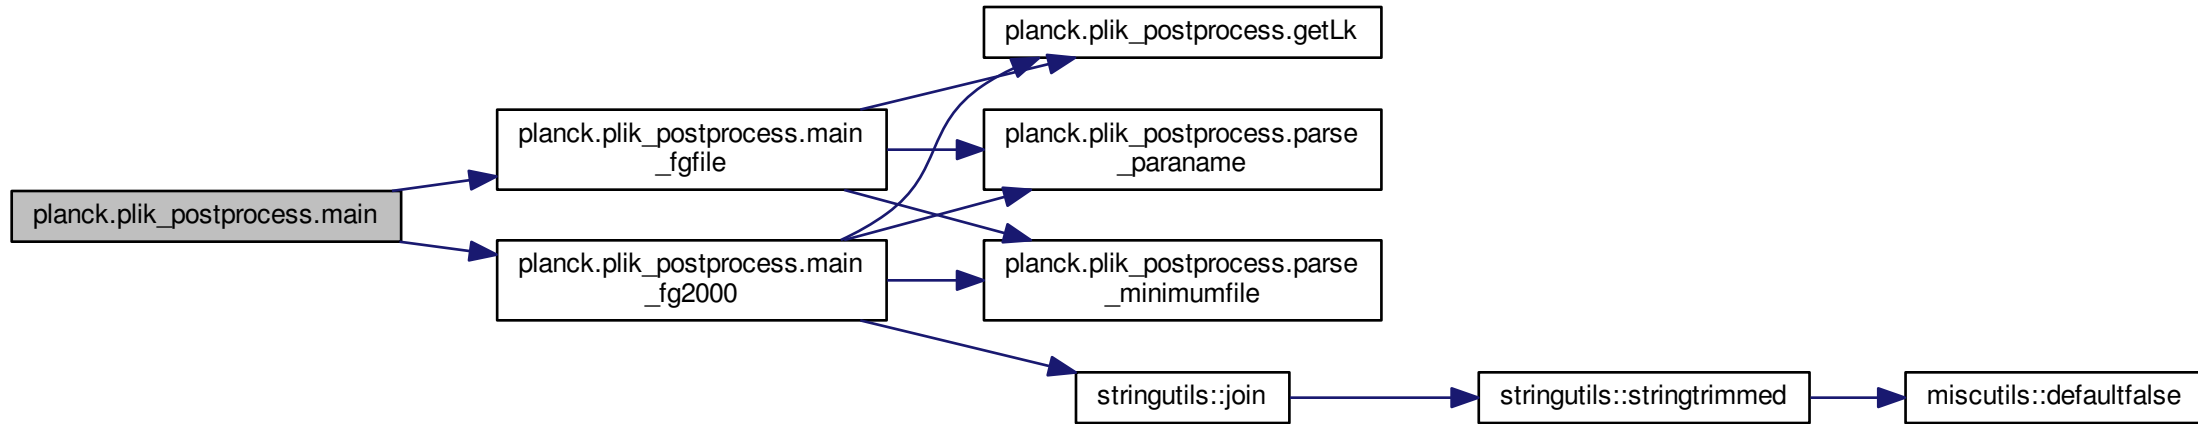 planck.plik_postprocess.main
planck.plik_postprocess.main
_fgfile
planck.plik_postprocess.main
_fg2000
planck.plik_postprocess.getLk
planck.plik_postprocess.parse
_paraname
planck.plik_postprocess.parse
_minimumfile
stringutils::join
stringutils::stringtrimmed
miscutils::defaultfalse